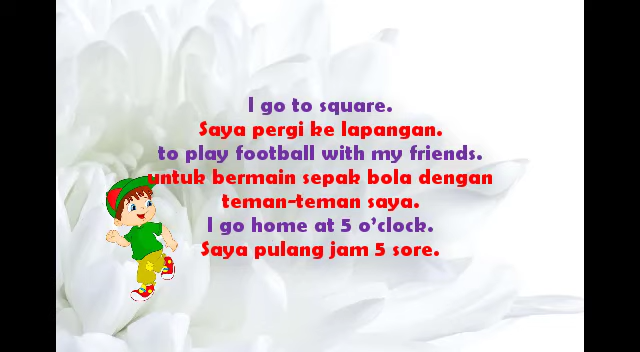 I go to square.
Saya pergi ke lapangan.
to play football with my friends.
untuk bermain sepak bola dengan
teman-teman saya.
I go home at 5 o'clock.
Saya pulang jam 5 sore.